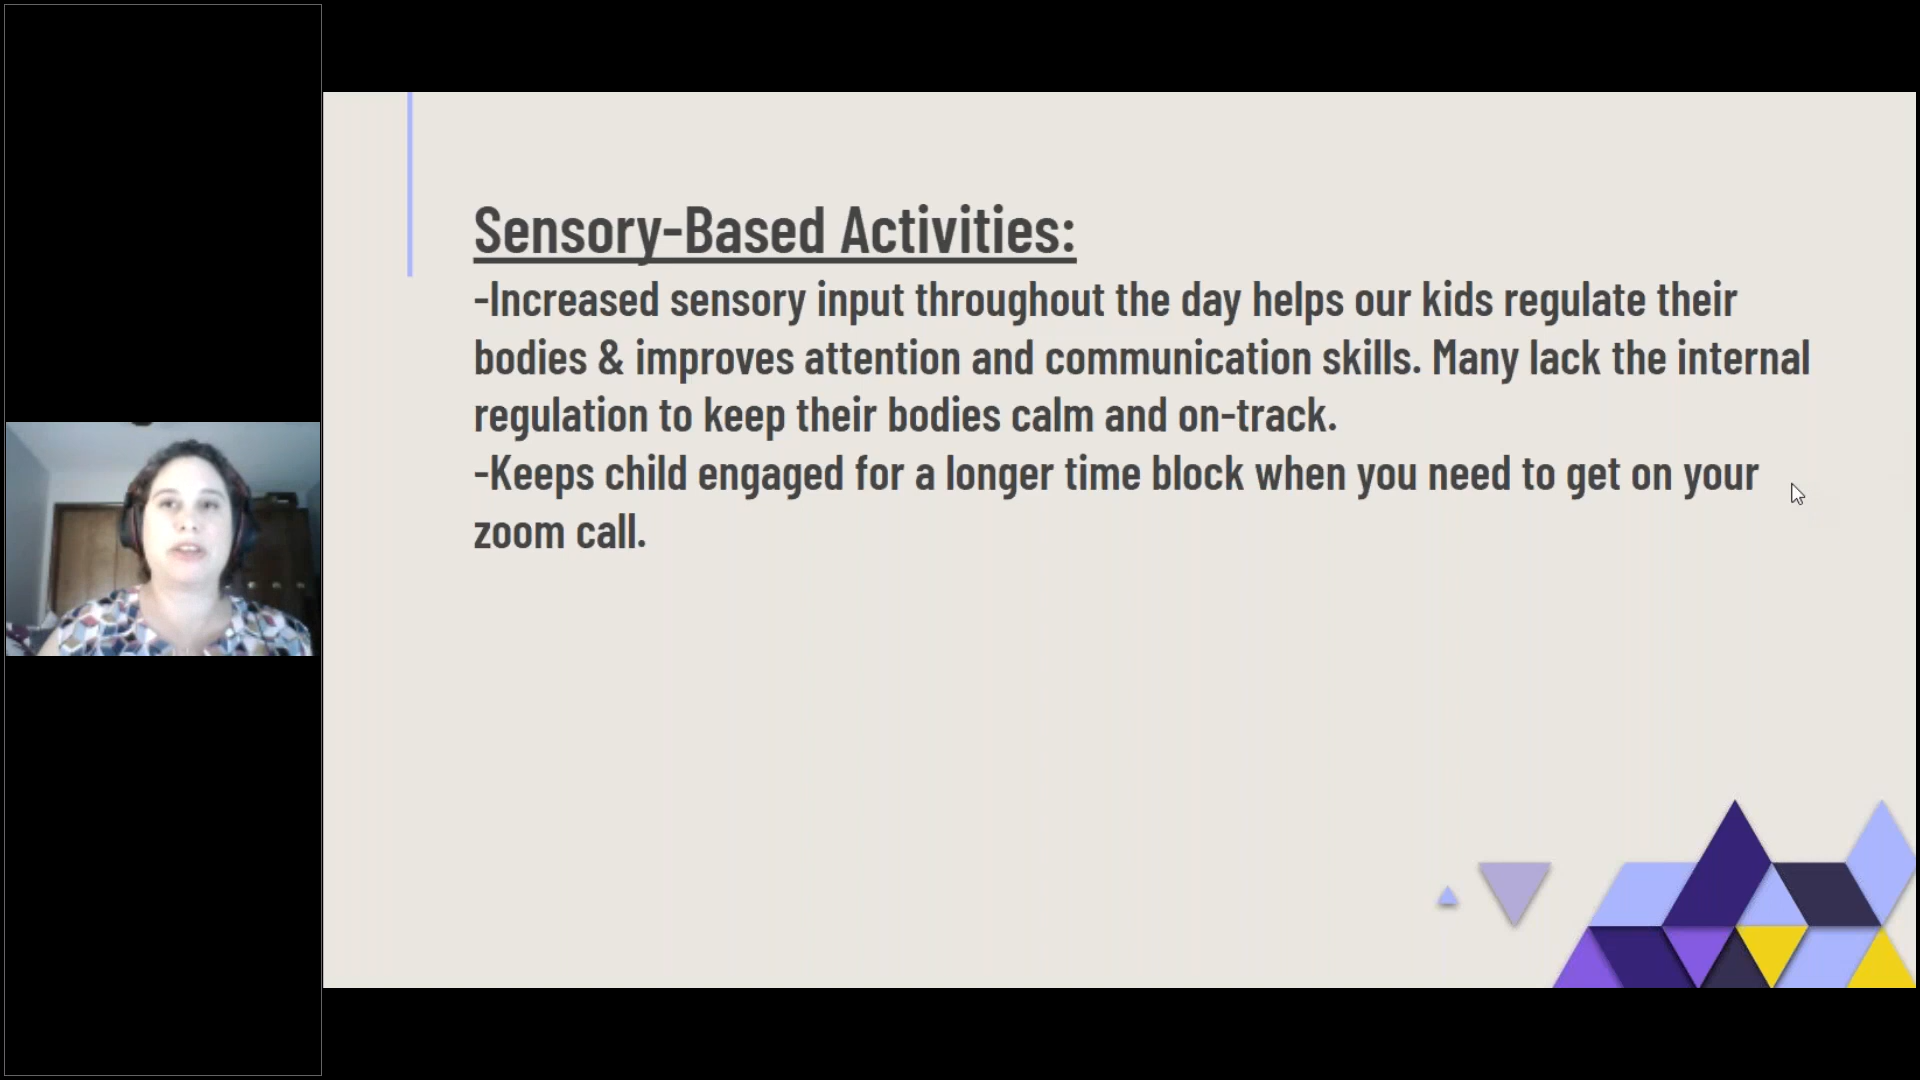 Sensory-Based Activities:
-Increased sensory input throughout the day helps our kids regulate their
bodies & improves attention and communication skills. Many lack the internal
regulation to keep their bodies calm and on-track.
-Keeps child engaged for a longer time block when you need to get on your
zoom call.